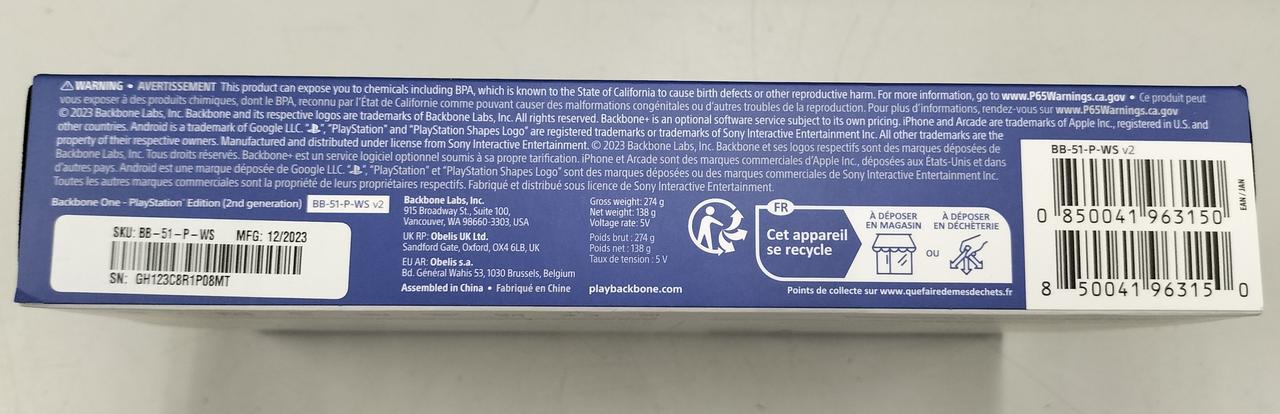 ⚠ WARNING • AVERTISSEMENT This product can expose you to chemicals including BPA, which is known to the State of California to cause birth defects or other reproductive harm. For more information, go to www.P65Warnings.ca.gov • Ce produit peut
vous exposer à des produits chimiques, dont le BPA, reconnu par l'État de Californie comme pouvant causer des malformations congénitales ou d'autres troubles de la reproduction. Pour plus d'informations, rendez-vous sur www.P65Warnings.ca.gov
© 2023 Backbone Labs, Inc. Backbone and its respective logos are trademarks of Backbone Labs, Inc. All rights reserved. Backbone+ is an optional software service subject to its own pricing. iPhone and Arcade are trademarks of Apple Inc., registered in U.S. and
other countries. Android is a trademark of Google LLC. "PS", "PlayStation" and "PlayStation Shapes Logo" are registered trademarks or trademarks of Sony Interactive Entertainment Inc. All other trademarks are the
property of their respective owners. Manufactured and distributed under license from Sony Interactive Entertainment. © 2023 Backbone Labs, Inc. Backbone et ses logos respectifs sont des marques déposées de
Backbone Labs, Inc. Tous droits réservés. Backbone+ est un service logiciel optionnel soumis à sa propre tarification. iPhone et Arcade sont des marques commerciales d'Apple Inc., déposées aux États-Unis et dans
d'autres pays. Android est une marque déposée de Google LLC. "PS", "PlayStation" et "PlayStation Shapes Logo" sont des marques déposées ou des marques commerciales de Sony Interactive Entertainment Inc.
Toutes les autres marques commerciales sont la propriété de leurs propriétaires respectifs. Fabriqué et distribué sous licence de Sony Interactive Entertainment.
Backbone One - PlayStation® Edition (2nd generation) BB-51-P-WS v2
SKU: BB-51-P-WS MFG: 12/2023
SN: GH123C8R1P08MT
Backbone Labs, Inc.
915 Broadway St., Suite 100,
Vancouver, WA 98660-3303, USA
UK RP: Obelis UK Ltd.
Sandford Gate, Oxford, OX4 6LB, UK
EU AR: Obelis s.a.
Bd. Général Wahis 53, 1030 Brussels, Belgium
Assembled in China • Fabriqué en Chine
Gross weight: 274 g
Net weight: 138 g
Voltage rate: 5V
Poids brut : 274 g
Poids net : 138 g
Taux de tension : 5 V
playbackbone.com
FR
Cet appareil
se recycle
À DÉPOSER
EN MAGASIN
OU
À DÉPOSER
EN DÉCHÈTERIE
Points de collecte sur www.quefairedemesdechets.fr
BB-51-P-WS v2
0 850041 963150
EAN / JAN
8 50041 96315 0